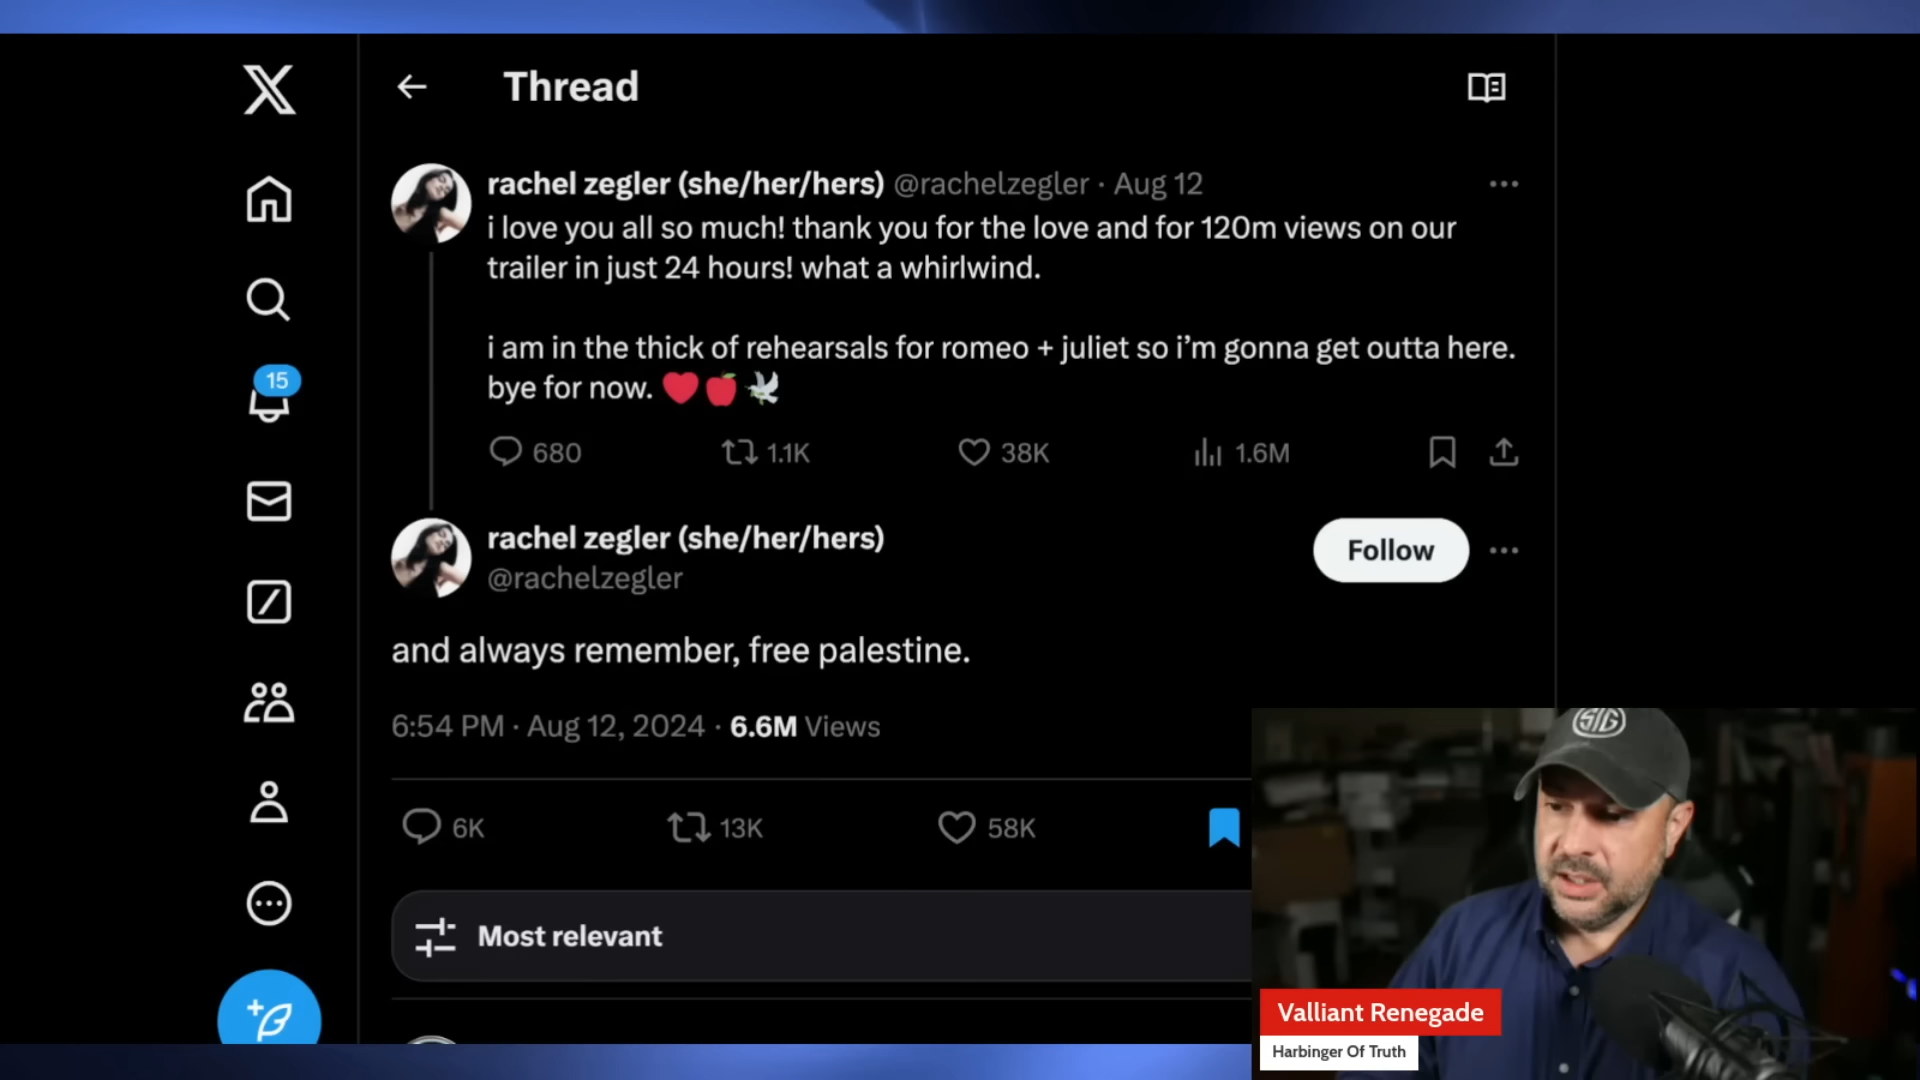 Thread
rachel zegler (she/her/hers) @rachelzegler · Aug 12
i love you all so much! thank you for the love and for 120m views on our
trailer in just 24 hours! what a whirlwind.
i am in the thick of rehearsals for romeo + juliet so i’m gonna get outta here.
bye for now. ❤️🍎🕊️
680 1.1K 38K 1.6M
15
rachel zegler (she/her/hers)
@rachelzegler
Follow
and always remember, free palestine.
6:54 PM · Aug 12, 2024 · 6.6M Views
6K 13K 58K
Most relevant
SIG
Valliant Renegade
Harbinger Of Truth